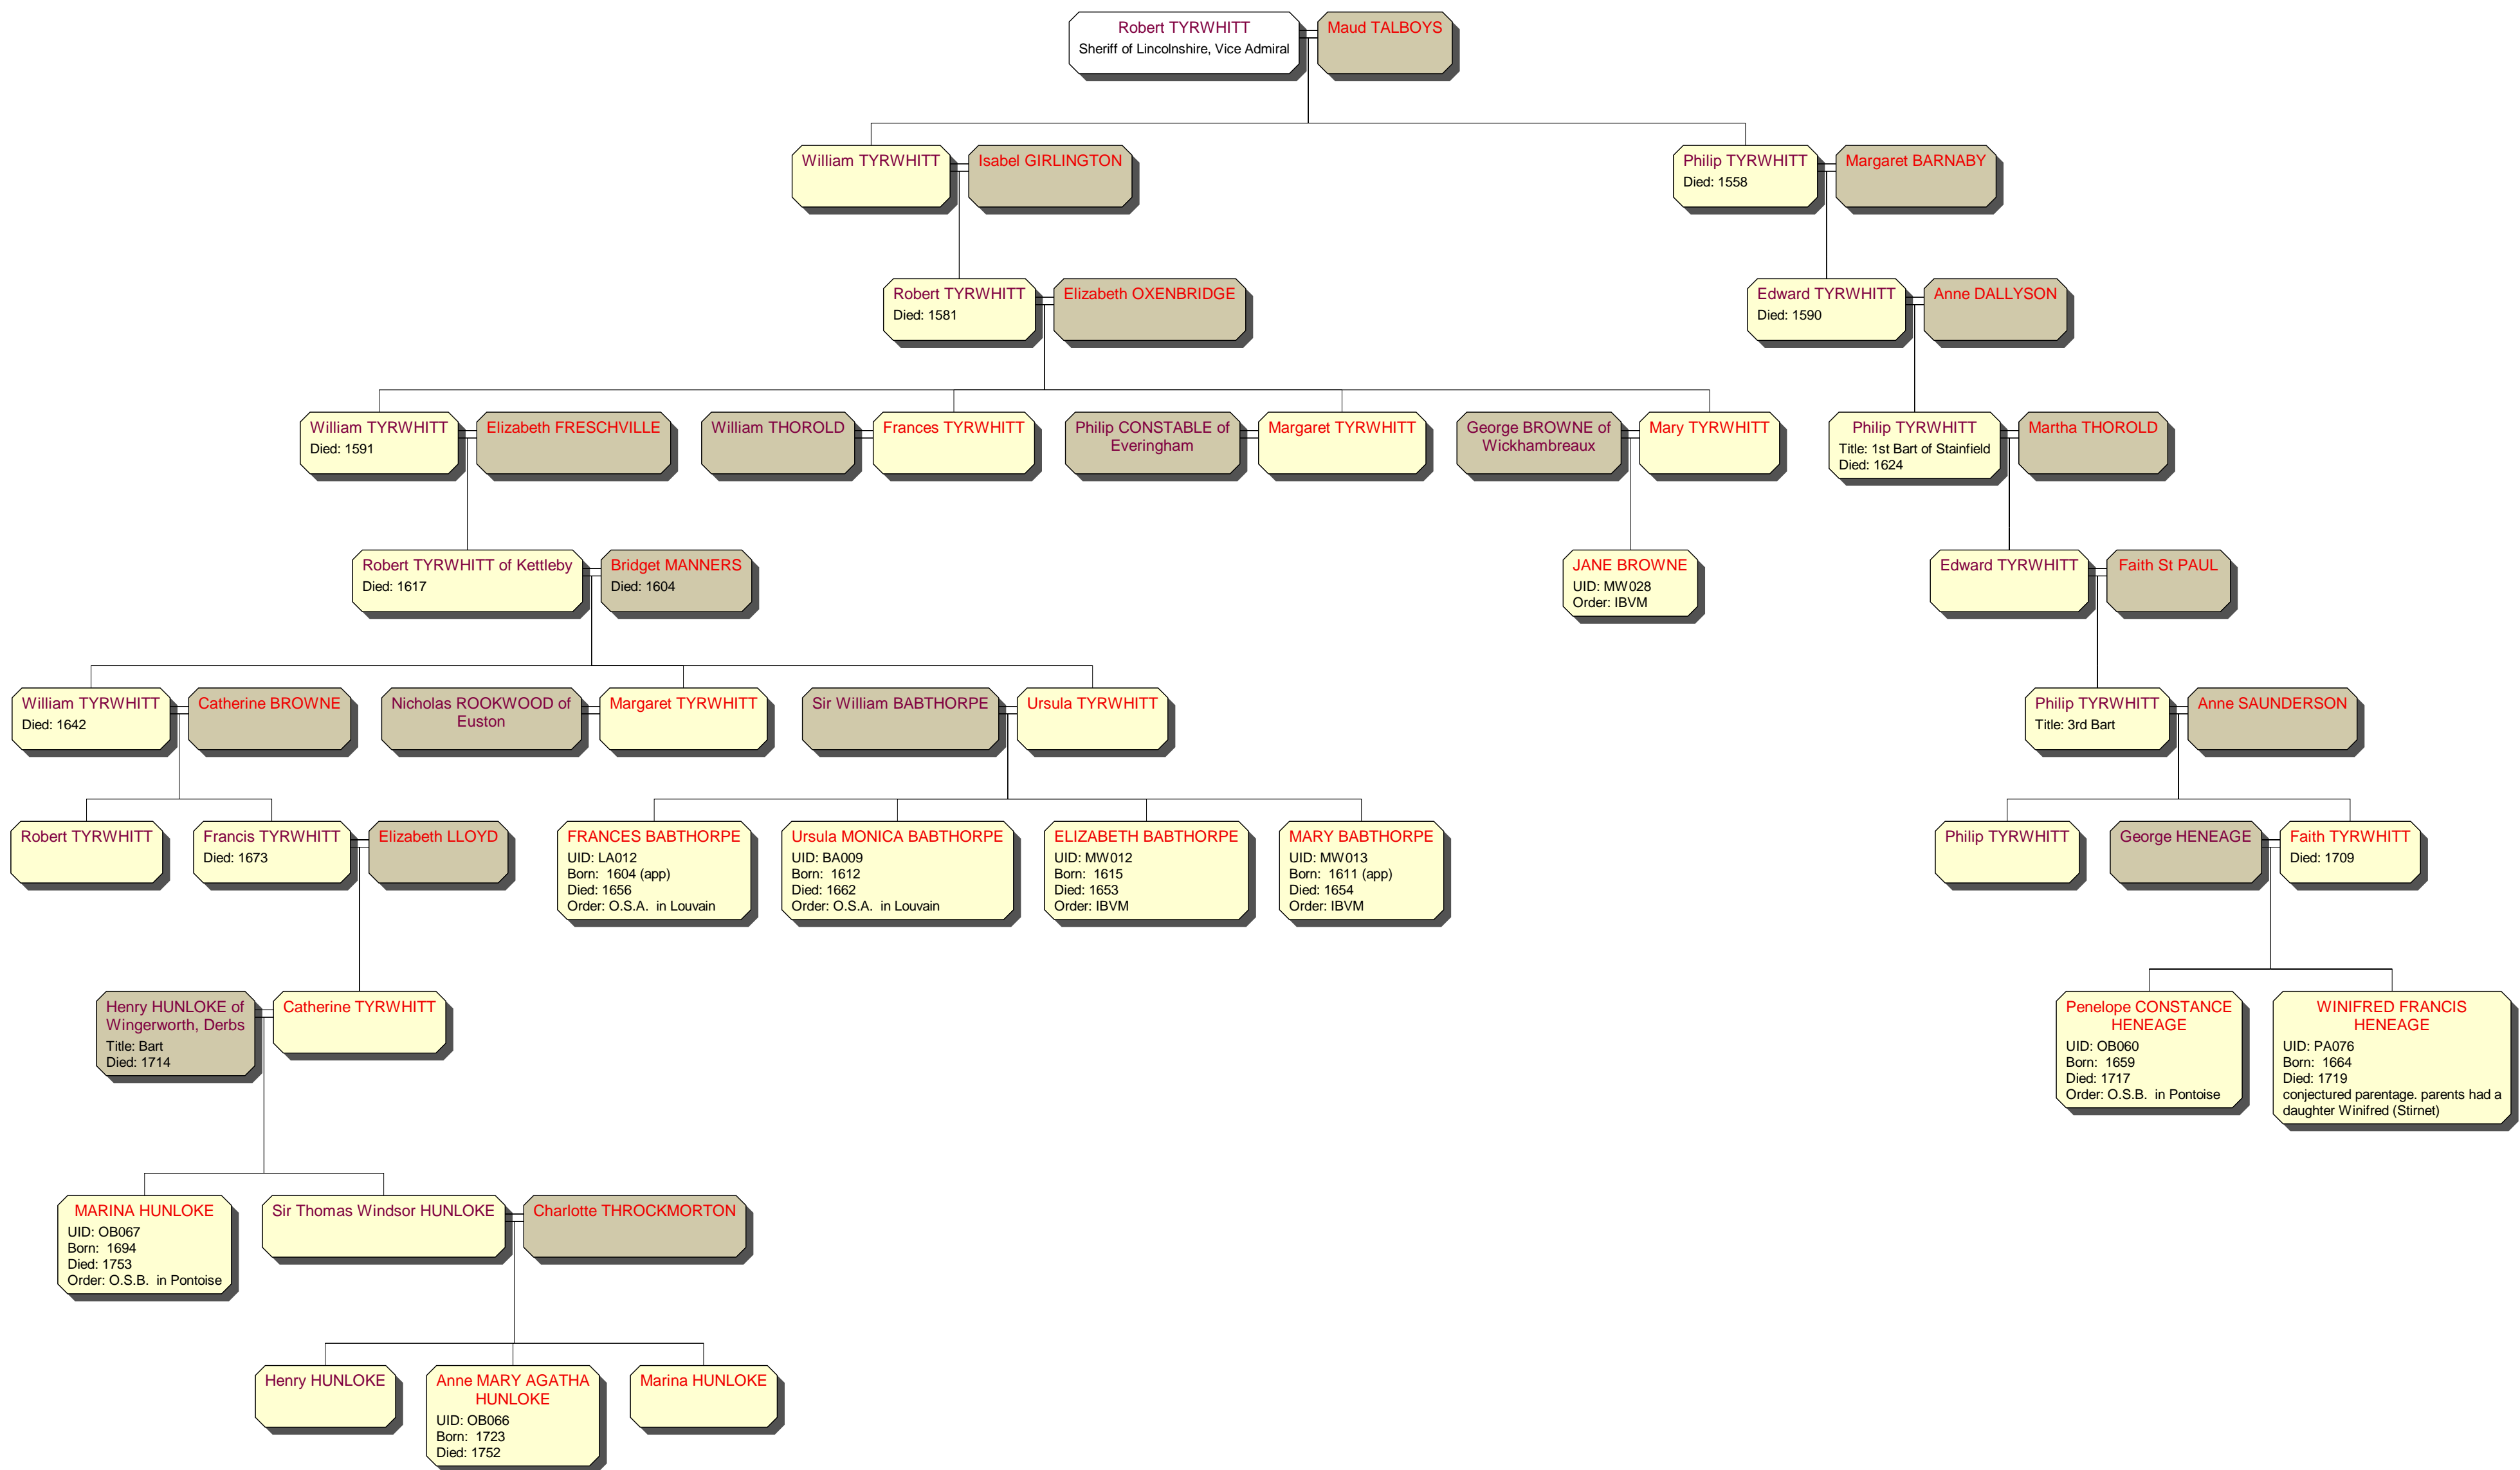 Robert TYRWHITT
Sheriff of Lincolnshire, Vice Admiral
Maud TALBOYS
William TYRWHITT
Isabel GIRLINGTON
Philip TYRWHITT
Died: 1558
Margaret BARNABY
Robert TYRWHITT
Died: 1581
Elizabeth OXENBRIDGE
Edward TYRWHITT
Died: 1590
Anne DALLYSON
William TYRWHITT
Died: 1591
Elizabeth FRESCHVILLE
William THOROLD
Frances TYRWHITT
Philip CONSTABLE of
Everingham
Margaret TYRWHITT
George BROWNE of
Wickhambreaux
Mary TYRWHITT
Philip TYRWHITT
Title: 1st Bart of Stainfield
Died: 1624
Martha THOROLD
Robert TYRWHITT of Kettleby
Died: 1617
Bridget MANNERS
Died: 1604
JANE BROWNE
UID: MW028
Order: IBVM
Edward TYRWHITT
Faith St PAUL
William TYRWHITT
Died: 1642
Catherine BROWNE
Nicholas ROOKWOOD of
Euston
Margaret TYRWHITT
Sir William BABTHORPE
Ursula TYRWHITT
Philip TYRWHITT
Title: 3rd Bart
Anne SAUNDERSON
Robert TYRWHITT
Francis TYRWHITT
Died: 1673
Elizabeth LLOYD
FRANCES BABTHORPE
UID: LA012
Born:  1604 (app)
Died: 1656
Order: O.S.A.  in Louvain
Ursula MONICA BABTHORPE
UID: BA009
Born:  1612
Died: 1662
Order: O.S.A.  in Louvain
ELIZABETH BABTHORPE
UID: MW012
Born:  1615
Died: 1653
Order: IBVM
MARY BABTHORPE
UID: MW013
Born:  1611 (app)
Died: 1654
Order: IBVM
Philip TYRWHITT
George HENEAGE
Faith TYRWHITT
Died: 1709
Henry HUNLOKE of
Wingerworth, Derbs
Title: Bart
Died: 1714
Catherine TYRWHITT
Penelope CONSTANCE
HENEAGE
UID: OB060
Born:  1659
Died: 1717
Order: O.S.B.  in Pontoise
WINIFRED FRANCIS
HENEAGE
UID: PA076
Born:  1664
Died: 1719
conjectured parentage. parents had a
daughter Winifred (Stirnet)
MARINA HUNLOKE
UID: OB067
Born:  1694
Died: 1753
Order: O.S.B.  in Pontoise
Sir Thomas Windsor HUNLOKE
Charlotte THROCKMORTON
Henry HUNLOKE
Anne MARY AGATHA
HUNLOKE
UID: OB066
Born:  1723
Died: 1752
Marina HUNLOKE